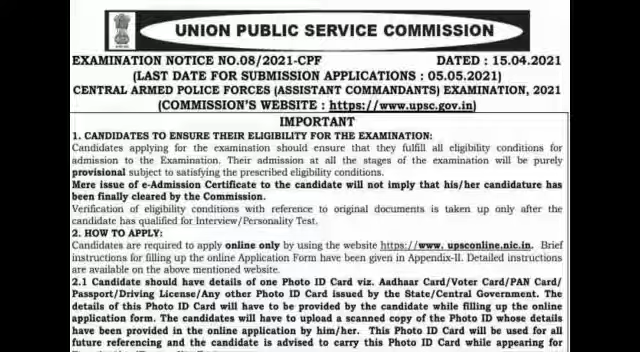 UNION PUBLIC SERVICE COMMISSION
EXAMINATION NOTICE NO.08/2021-CPF DATED : 15.04.2021
(LAST DATE FOR SUBMISSION APPLICATIONS : 05.05.2021)
CENTRAL ARMED POLICE FORCES (ASSISTANT COMMANDANTS) EXAMINATION, 2021
(COMMISSION'S WEBSITE : https://www.upsc.gov.in)
IMPORTANT
1. CANDIDATES TO ENSURE THEIR ELIGIBILITY FOR THE EXAMINATION:
Candidates applying for the examination should ensure that they fulfill all eligibility conditions for
admission to the Examination. Their admission at all the stages of the examination will be purely
provisional subject to satisfying the prescribed eligibility conditions.
Mere issue of e-Admission Certificate to the candidate will not imply that his/her candidature has
been finally cleared by the Commission.
Verification of eligibility conditions with reference to original documents is taken up only after the
candidate has qualified for Interview/Personality Test.
2. HOW TO APPLY:
Candidates are required to apply online only by using the website https://www. upsconline.nic.in. Brief
instructions for filling up the online Application Form have been given in Appendix-II. Detailed instructions
are available on the above mentioned website.
2.1 Candidate should have details of one Photo ID Card viz. Aadhaar Card/Voter Card/PAN Card/
Passport/Driving License/Any other Photo ID Card issued by the State/Central Government. The
details of this Photo ID Card will have to be provided by the candidate while filling up the online
application form. The candidates will have to upload a scanned copy of the Photo ID whose details
have been provided in the online application by him/her. This Photo ID Card will be used for all
future referencing and the candidate is advised to carry this Photo ID Card while appearing for